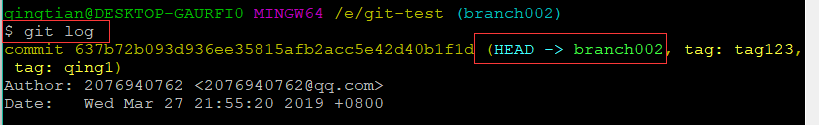 qingtian@DESKTOP-GAURFI0 MINGW64 /e/git-test (branch002)
$ git log
commit 637b72b093d936ee35815afb2acc5e42d40b1f1d (HEAD -> branch002, tag: tag123,
 tag: qing1)
Author: 2076940762 <2076940762@qq.com>
Date:   Wed Mar 27 21:55:20 2019 +0800